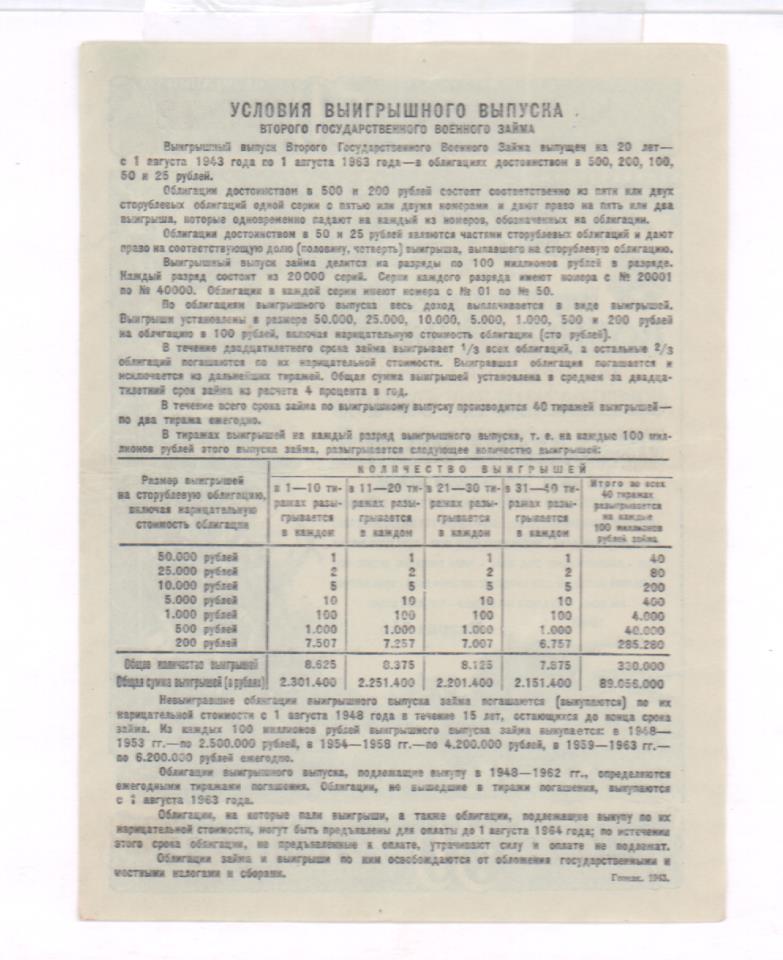 УСЛОВИЯ ВЫИГРЫШНОГО ВЫПУСКА
ВТОРОГО ГОСУДАРСТВЕННОГО ВОЕННОГО ЗАЙМА
Выигрышный выпуск Второго Государственного Военного Займа выпущен на 20 лет—
с 1 августа 1943 года по 1 августа 1963 года—в облигациях достоинством в 500, 200, 100,
50 и 25 рублей.
Облигации достоинством в 500 и 200 рублей состоят соответственно из пяти или двух
сторублевых облигаций одной серии с пятью или двумя номерами и дают право на пять или два
выигрыша, которые одновременно падают на каждый из номеров, обозначенных на облигации.
Облигации достоинством в 50 и 25 рублей являются частями сторублевых облигаций и дают
право на соответствующую долю (половину, четверть) выигрыша, выпавшего на сторублевую облигацию.
Выигрышный выпуск займа делится на разряды по 100 миллионов рублей в разряде.
Каждый разряд состоит из 20000 серий. Серии каждого разряда имеют номера с № 20001
по № 40000. Облигации в каждой серии имеют номера с № 01 по № 50.
По облигациям выигрышного выпуска весь доход выплачивается в виде выигрышей.
Выигрыши установлены в размере 50.000, 25.000, 10.000, 5.000, 1.000, 500 и 200 рублей
на облигацию в 100 рублей, включая нарицательную стоимость облигации (сто рублей).
В течение двадцатилетнего срока займа выигрывает 1/3 всех облигаций, а остальные 2/3
облигаций погашаются по их нарицательной стоимости. Выигравшая облигация погашается и
исключается из дальнейших тиражей. Общая сумма выигрышей установлена в среднем за двадца-
тилетний срок займа из расчета 4 процента в год.
В течение всего срока займа по выигрышному выпуску производится 40 тиражей выигрышей—
по два тиража ежегодно.
В тиражах выигрышей на каждый разряд выигрышного выпуска, т. е. на каждые 100 мил-
лионов рублей этого выпуска займа, разыгрывается следующее количество выигрышей:
Размер выигрышей
на сторублевую облигацию,
включая нарицательную
стоимость облигации
КОЛИЧЕСТВО ВЫИГРЫШЕЙ
в 1—10 ти- в 11—20 ти- в 21—30 ти- в 31—40 ти-
ражах разы- ражах разы- ражах разы- ражах разы-
грывается грывается грывается грывается
в каждом в каждом в каждом в каждом
Итого во всех
40 тиражах
разыгрывается
на каждые
100 миллионов
рублей займа
50.000 рублей 1 1 1 1 40
25.000 рублей 2 2 2 2 80
10.000 рублей 5 5 5 5 200
5.000 рублей 10 10 10 10 400
1.000 рублей 100 100 100 100 4.000
500 рублей 1.000 1.000 1.000 1.000 40.000
200 рублей 7.507 7.257 7.007 6.757 285.280
Общее количество выигрышей 8.625 8.375 8.125 7.875 330.000
Общая сумма выигрышей (в рублях) 2.301.400 2.251.400 2.201.400 2.151.400 89.056.000
Невыигравшие облигации выигрышного выпуска займа погашаются (выкупаются) по их
нарицательной стоимости с 1 августа 1948 года в течение 15 лет, остающихся до конца срока
займа. Из каждых 100 миллионов рублей выигрышного выпуска займа выкупается: в 1948—
1953 гг.—по 2.500.000 рублей, в 1954—1958 гг.—по 4.200.000 рублей, в 1959—1963 гг.—
по 6.200.000 рублей ежегодно.
Облигации выигрышного выпуска, подлежащие выкупу в 1948—1962 гг., определяются
ежегодными тиражами погашения. Облигации, не вышедшие в тиражи погашения, выкупаются
с 1 августа 1963 года.
Облигации, на которые пали выигрыши, а также облигации, подлежащие выкупу по их
нарицательной стоимости, могут быть предъявлены для оплаты до 1 августа 1964 года; по истечении
этого срока облигации, не предъявленные к оплате, утрачивают силу и оплате не подлежат.
Облигации займа и выигрыши по ним освобождаются от обложения государственными и
местными налогами и сборами.
Гознак. 1943.